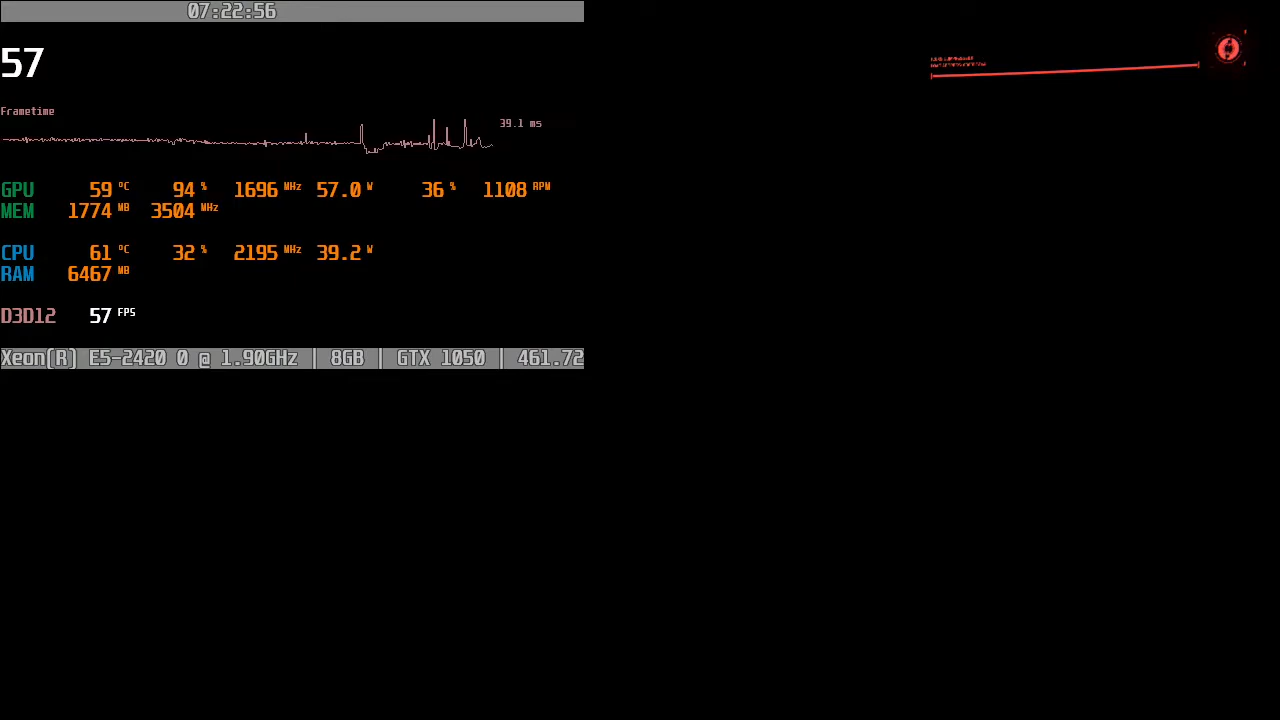 07:22:56
57
Frametime
39.1 ms
GPU 59 °C 94 % 1696 MHz 57.0 W 36 % 1108 RPM
MEM 1774 MB 3504 MHz
CPU 61 °C 32 % 2195 MHz 39.2 W
RAM 6467 MB
D3D12 57 FPS
Xeon(R) E5-2420 0 @ 1.90GHz | 8GB | GTX 1050 | 461.72